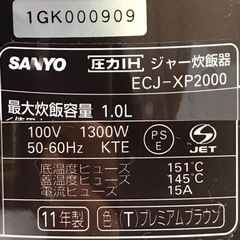 1GK000909
SANYO 圧力IH ジャー炊飯器
ECJ-XP2000
最大炊飯容量 1.0L
100V 1300W
50-60Hz KTE
PS
E
JET
底温度ヒューズ 151℃
蓋温度ヒューズ 145℃
電流ヒューズ 15A
11年製 色:(T)プレミアムブラウン